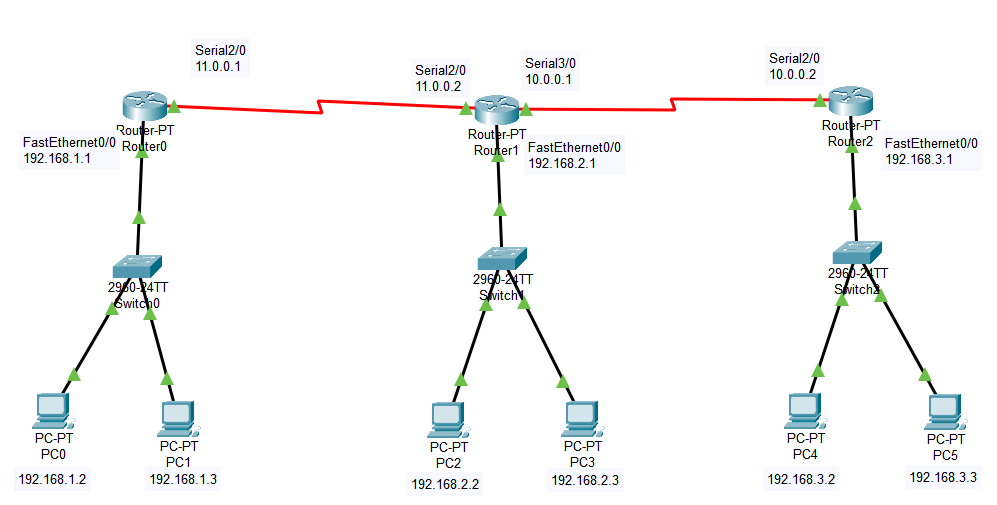 Serial2/0
11.0.0.1
Serial2/0
11.0.0.2
Serial3/0
10.0.0.1
Serial2/0
10.0.0.2
Router-PT
Router0
FastEthernet0/0
192.168.1.1
Router-PT
Router1
FastEthernet0/0
192.168.2.1
Router-PT
Router2
FastEthernet0/0
192.168.3.1
2960-24TT
Switch0
2960-24TT
Switch1
2960-24TT
Switch2
PC-PT
PC0
192.168.1.2
PC-PT
PC1
192.168.1.3
PC-PT
PC2
192.168.2.2
PC-PT
PC3
192.168.2.3
PC-PT
PC4
192.168.3.2
PC-PT
PC5
192.168.3.3